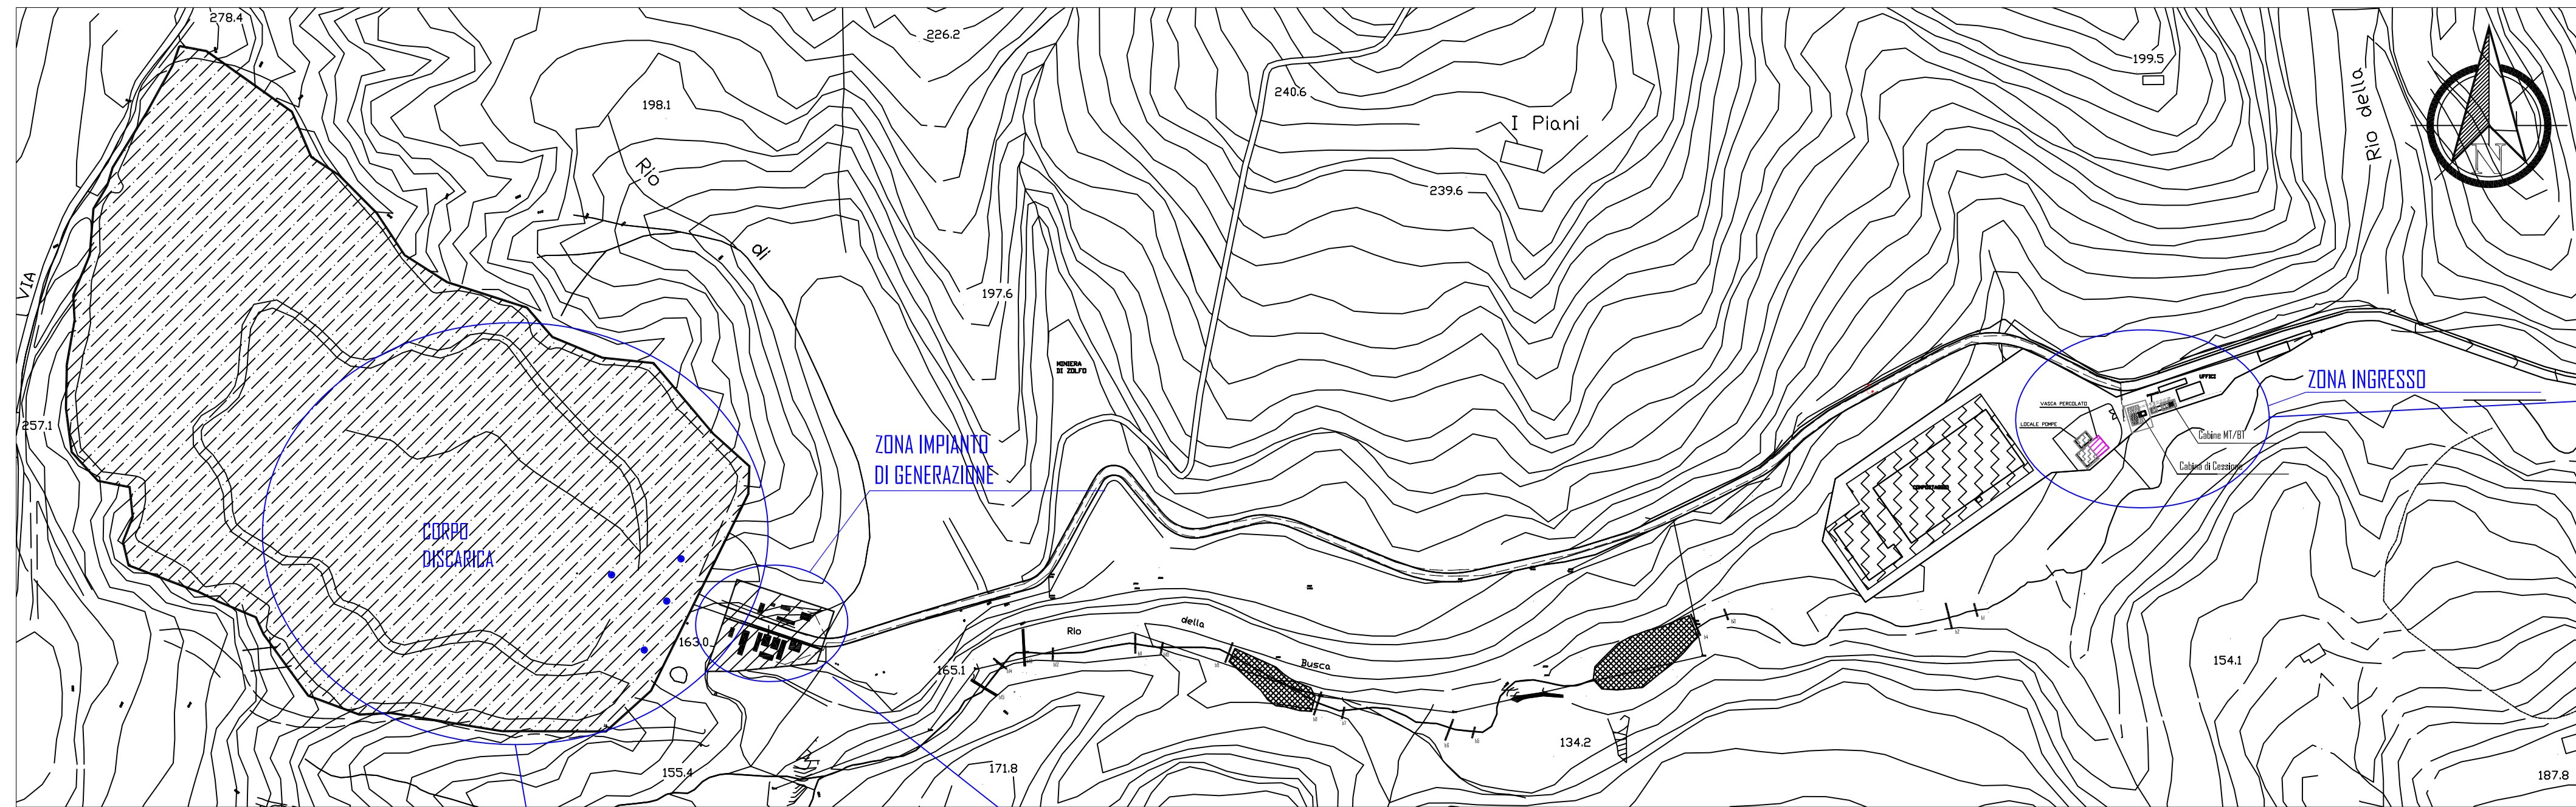 278.4
226.2
199.5
240.6
198.1
I Piani
Rio della
N
Rio
239.6
di
VIA
197.6
MINIERA
DI ZOLFO
ZONA INGRESSO
UFFICI
VASCA PERCOLATO
LOCALE POMPE
257.1
Cabine MT/BT
ZONA IMPIANTO
DI GENERAZIONE
Cabina di Cessione
COMPOSTAGGIO
CORPO
DISCARICA
Rio
della
Busca
163.0
165.1
154.1
134.2
155.4
171.8
187.8